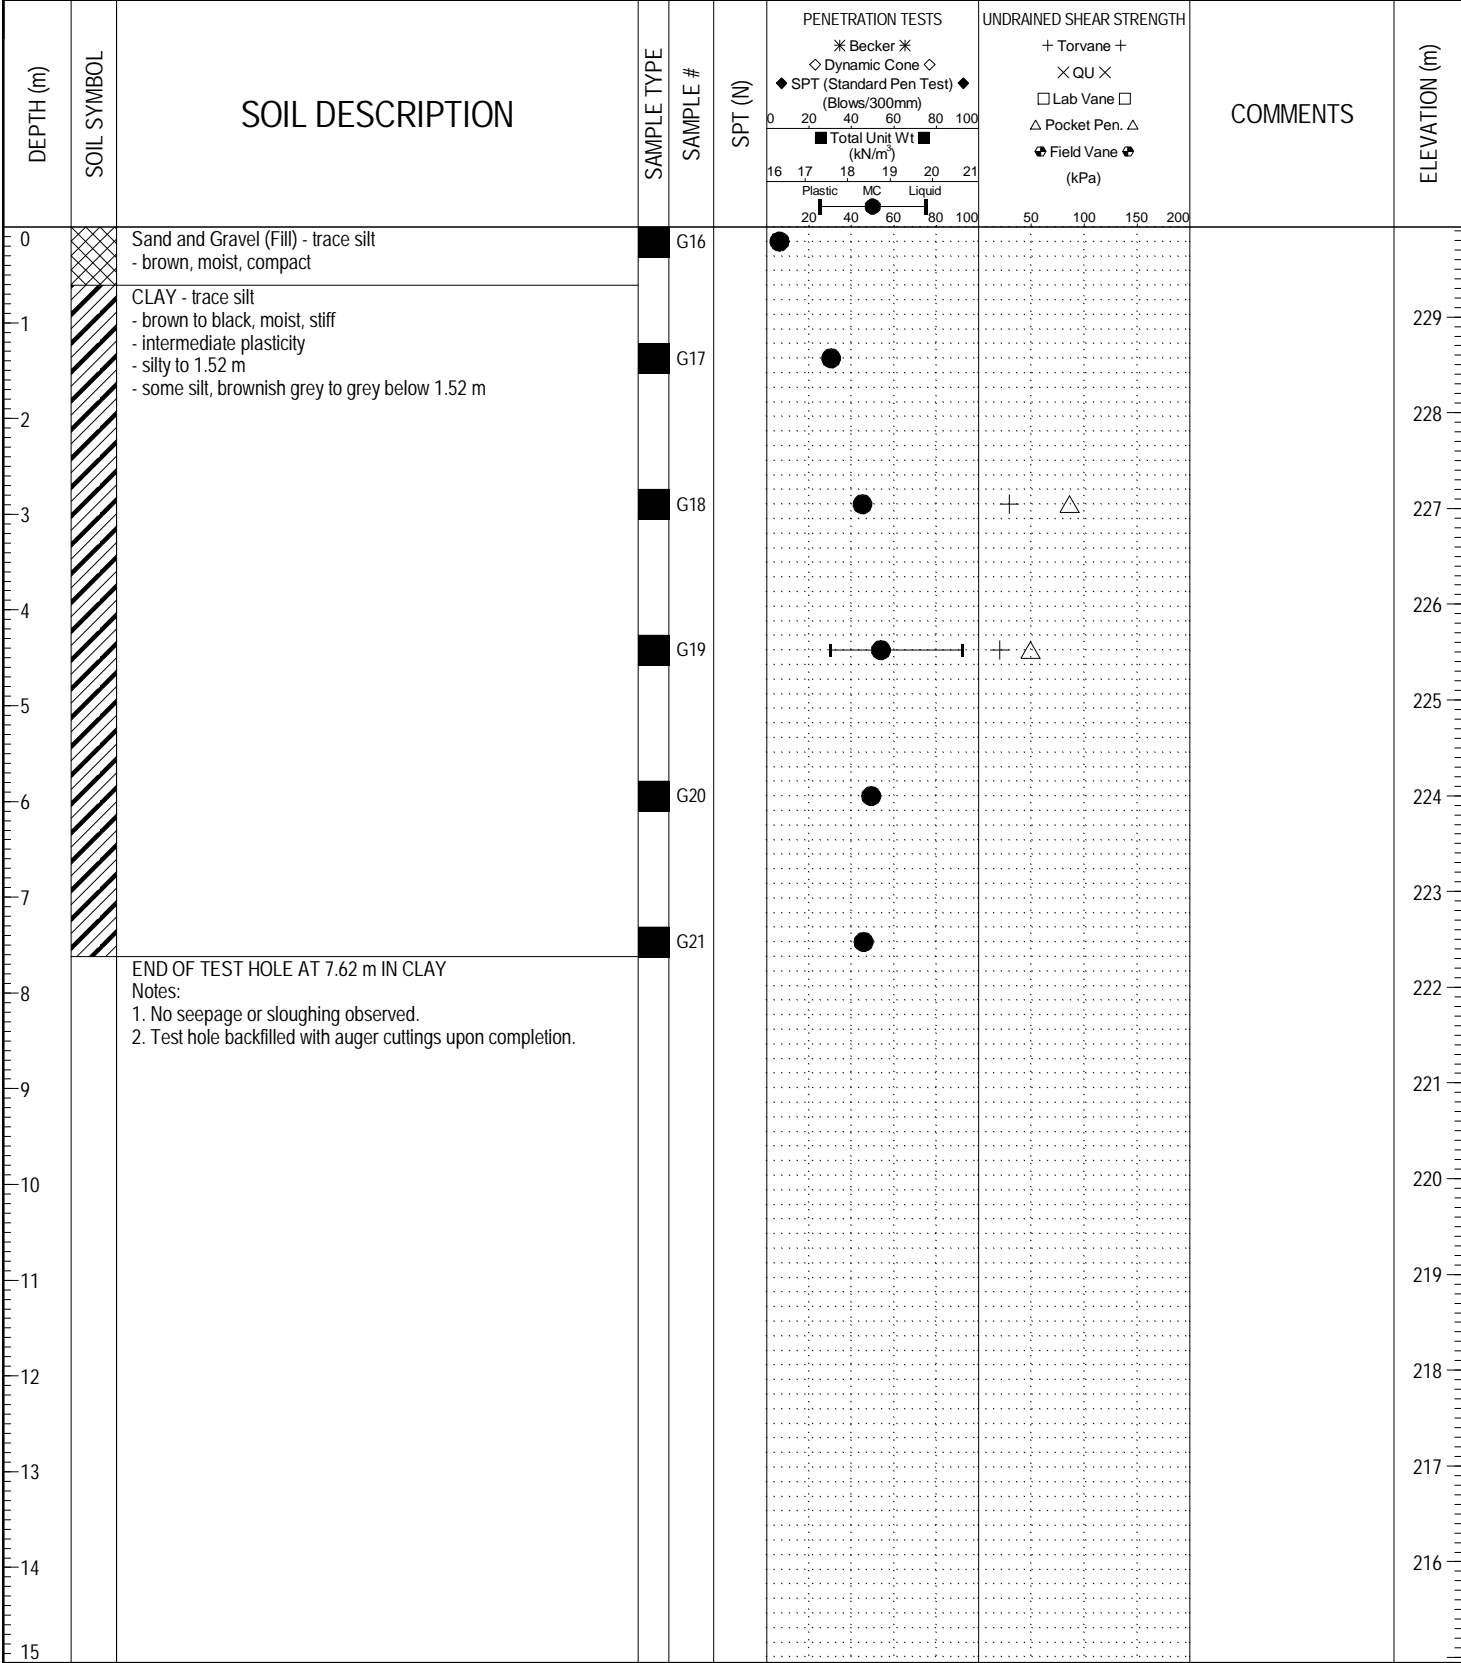 DEPTH (m)
SOIL SYMBOL
SOIL DESCRIPTION
SAMPLE TYPE
SAMPLE #
SPT (N)
PENETRATION TESTS
Becker
Dynamic Cone
SPT (Standard Pen Test)
(Blows/300mm)
0 20 40 60 80 100
Total Unit Wt
(kN/m³)
16 17 18 19 20 21
Plastic MC Liquid
20 40 60 80 100
UNDRAINED SHEAR STRENGTH
+ Torvane +
QU
Lab Vane
Pocket Pen.
Field Vane
(kPa)
50 100 150 200
COMMENTS
ELEVATION (m)
0
Sand and Gravel (Fill) - trace silt
G16
- brown, moist, compact
CLAY - trace silt
1
- brown to black, moist, stiff
229
- intermediate plasticity
- silty to 1.52 m
G17
- some silt, brownish grey to grey below 1.52 m
2
228
G18
3
227
4
226
G19
5
225
6
G20
224
7
223
G21
END OF TEST HOLE AT 7.62 m IN CLAY
8
Notes:
222
1. No seepage or sloughing observed.
2. Test hole backfilled with auger cuttings upon completion.
9
221
10
220
11
219
12
218
13
217
14
216
15